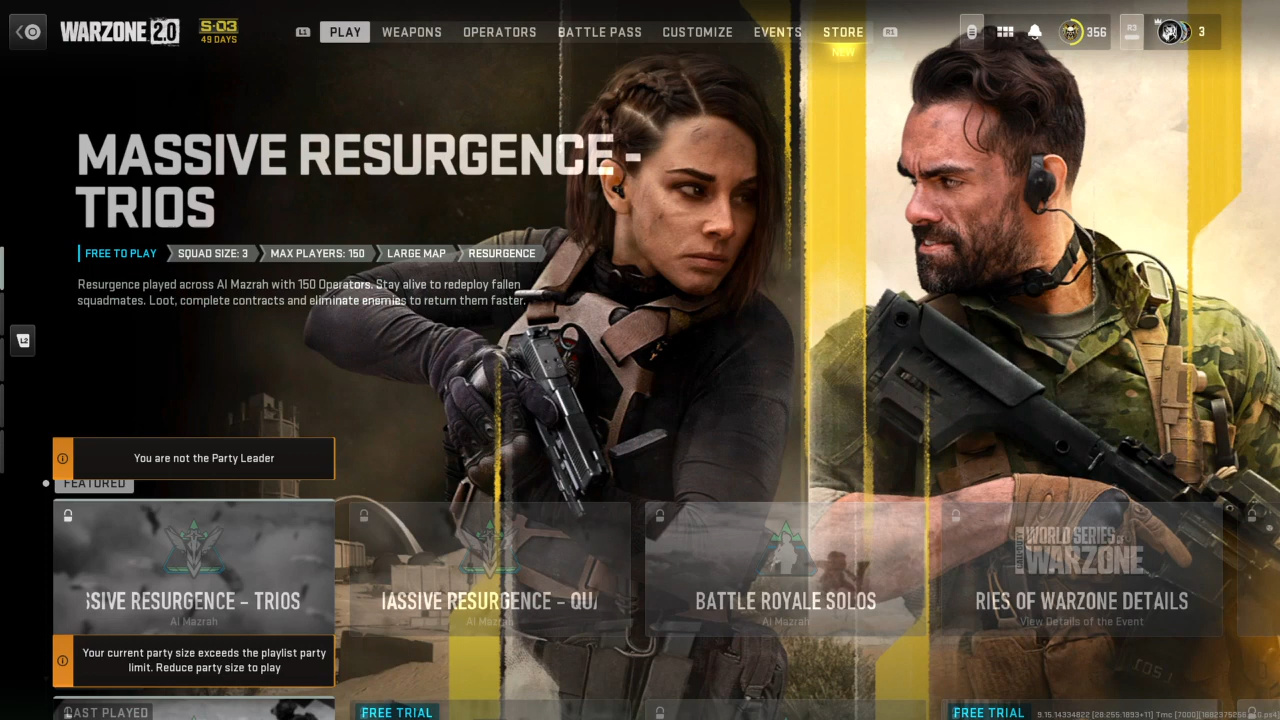 WARZONE 2.0
S:03
49 DAYS
L1
PLAY
WEAPONS
OPERATORS
BATTLE PASS
CUSTOMIZE
EVENTS
STORE
NEW
R1
356
R3
3
MASSIVE RESURGENCE -
TRIOS
FREE TO PLAY
SQUAD SIZE: 3
MAX PLAYERS: 150
LARGE MAP
RESURGENCE
Resurgence played across Al Mazrah with 150 Operators. Stay alive to redeploy fallen
squadmates. Loot, complete contracts and eliminate enemies to return them faster.
L2
You are not the Party Leader
FEATURED
SSIVE RESURGENCE - TRIOS
Al Mazrah
IASSIVE RESURGENCE - QUA
Al Mazrah
BATTLE ROYALE SOLOS
Al Mazrah
WORLD SERIES OF
WARZONE
RIES OF WARZONE DETAILS
View Details of the Event
Your current party size exceeds the playlist party
limit. Reduce party size to play
LAST PLAYED
FREE TRIAL
FREE TRIAL